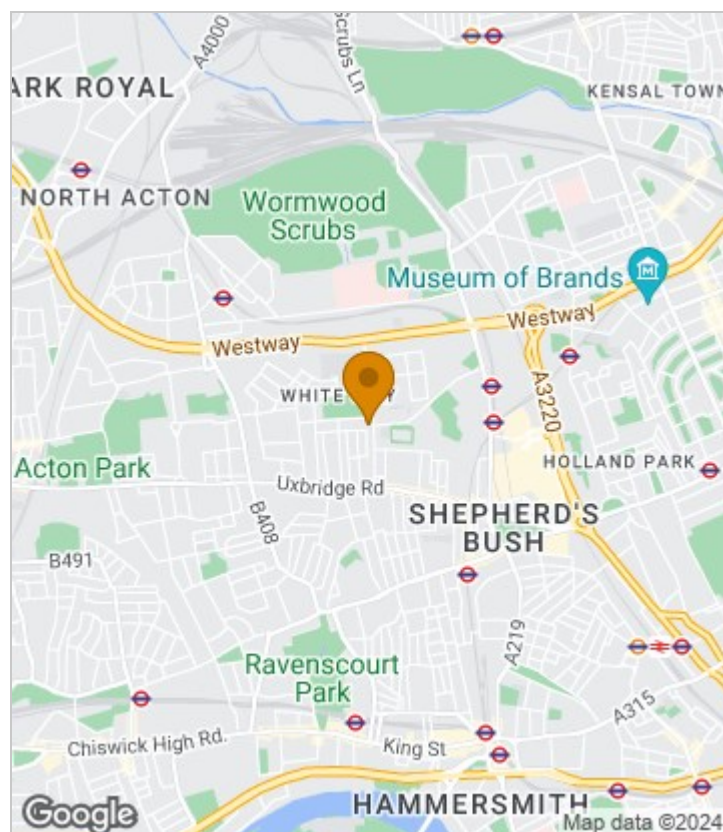 A4000
Scrubs Ln
ARK ROYAL
KENSAL TOWN
NORTH ACTON
Wormwood
Scrubs
Museum of Brands
M
Westway
Westway
A3220
WHITE
Y
Acton Park
HOLLAND PARK
Uxbridge Rd
SHEPHERD'S
BUSH
B408
B491
A219
Ravenscourt
Park
A315
Chiswick High Rd.
King St
HAMMERSMITH
Google
Map data ©2024